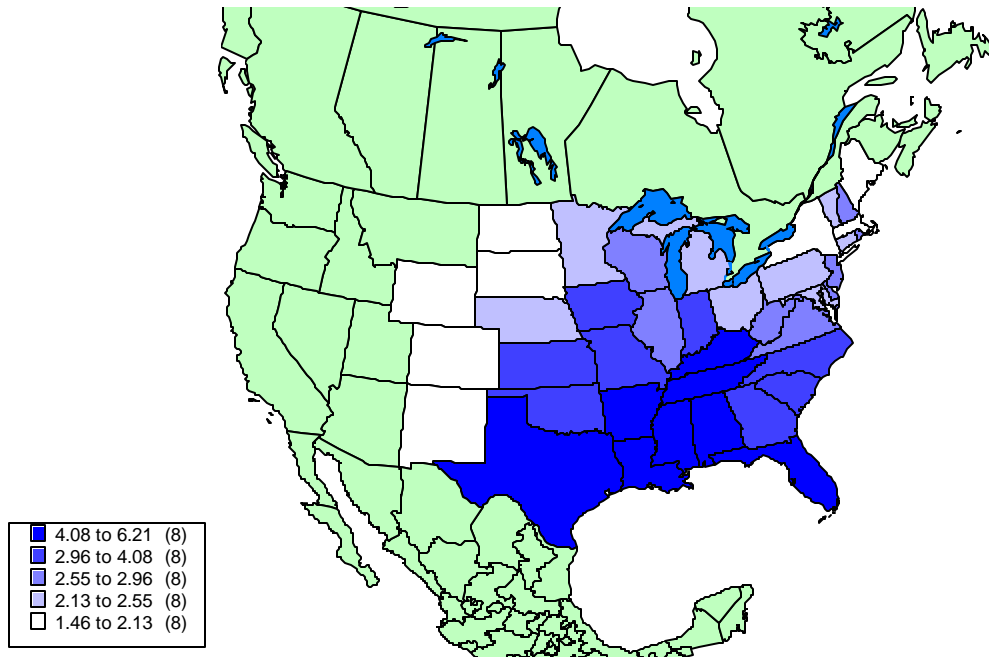 4.08 to 6.21 (8)
2.96 to 4.08 (8)
2.55 to 2.96 (8)
2.13 to 2.55 (8)
1.46 to 2.13 (8)